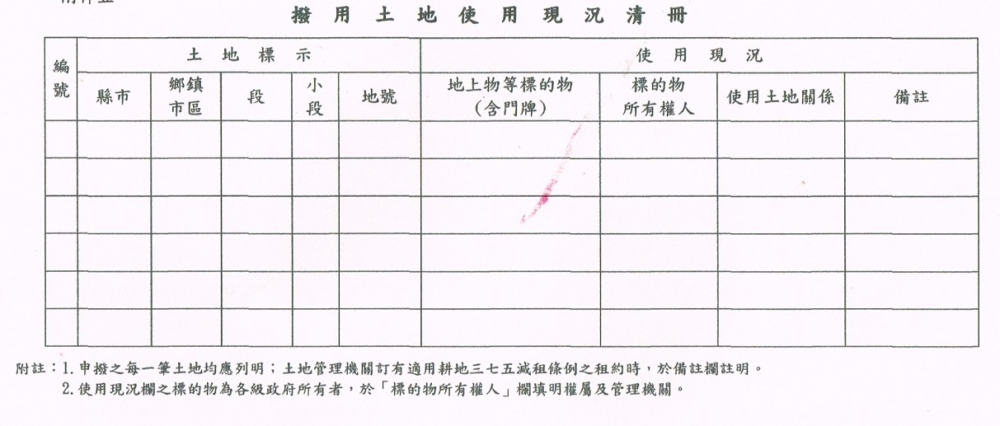 撥用土地使用現況清冊
編號 土地標示 使用現況
縣市 鄉鎮市區 段 小段 地號 地上物等標的物(含門牌) 標的物所有權人 使用土地關係 備註
附註：1.申撥之每一筆土地均應列明；土地管理機關訂有適用耕地三七五減租條例之租約時，於備註欄註明。
2.使用現況欄之標的物為各級政府所有者，於「標的物所有權人」欄填明權屬及管理機關。